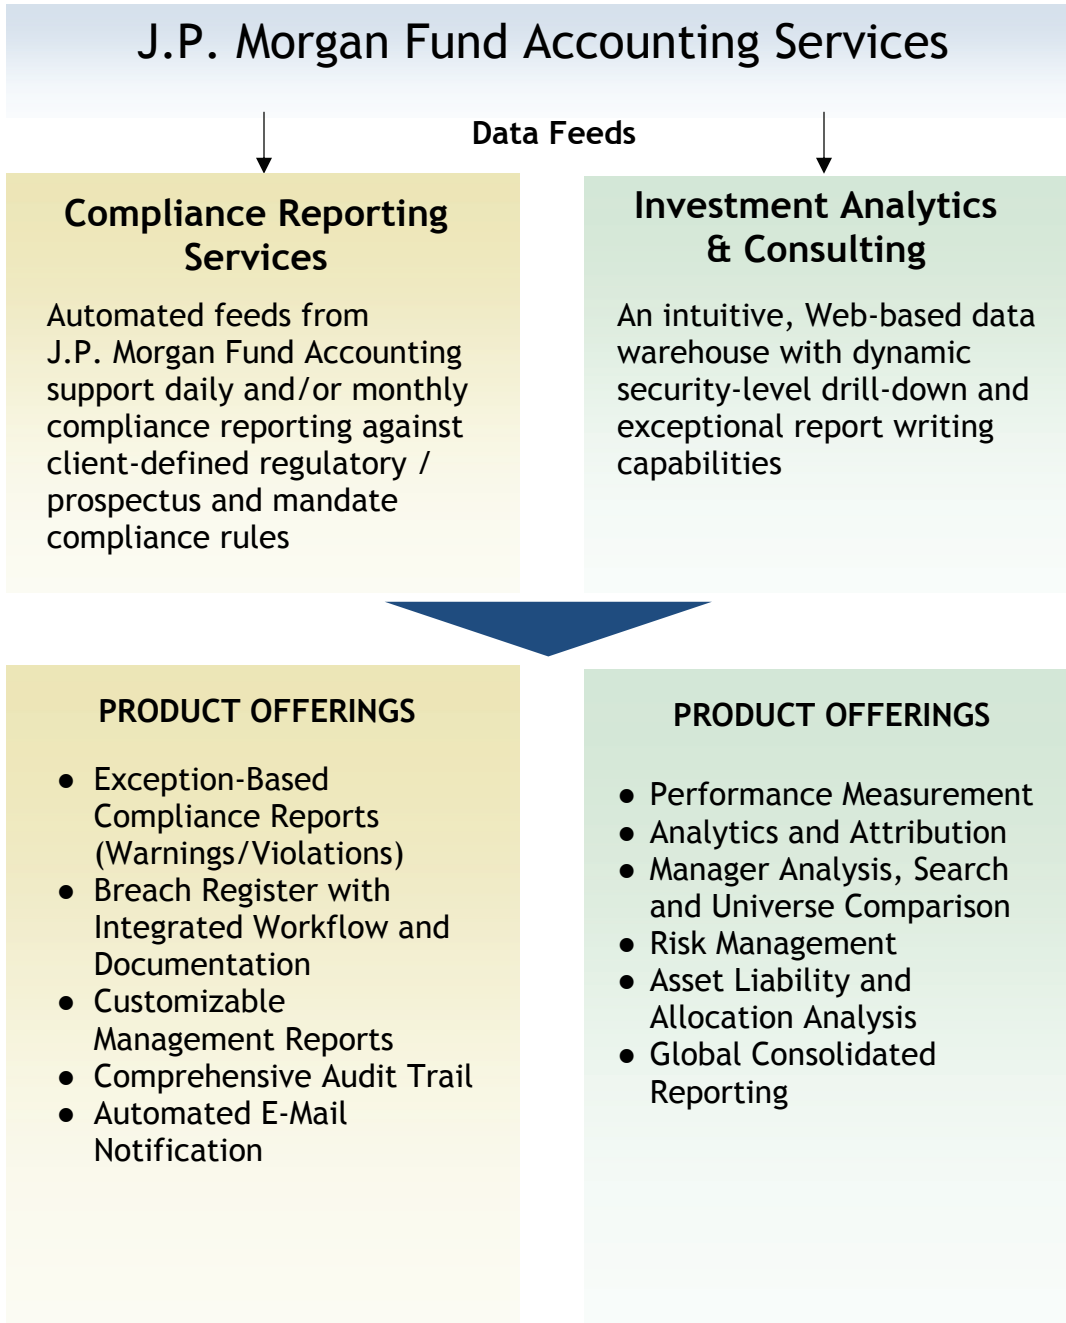 J.P. Morgan Fund Accounting Services
Data Feeds
Compliance Reporting
Services
Automated feeds from
J.P. Morgan Fund Accounting
support daily and/or monthly
compliance reporting against
client-defined regulatory /
prospectus and mandate
compliance rules
Investment Analytics
& Consulting
An intuitive, Web-based data
warehouse with dynamic
security-level drill-down and
exceptional report writing
capabilities
PRODUCT OFFERINGS
● Exception-Based
Compliance Reports
(Warnings/Violations)
● Breach Register with
Integrated Workflow and
Documentation
● Customizable
Management Reports
● Comprehensive Audit Trail
● Automated E-Mail
Notification
PRODUCT OFFERINGS
● Performance Measurement
● Analytics and Attribution
● Manager Analysis, Search
and Universe Comparison
● Risk Management
● Asset Liability and
Allocation Analysis
● Global Consolidated
Reporting